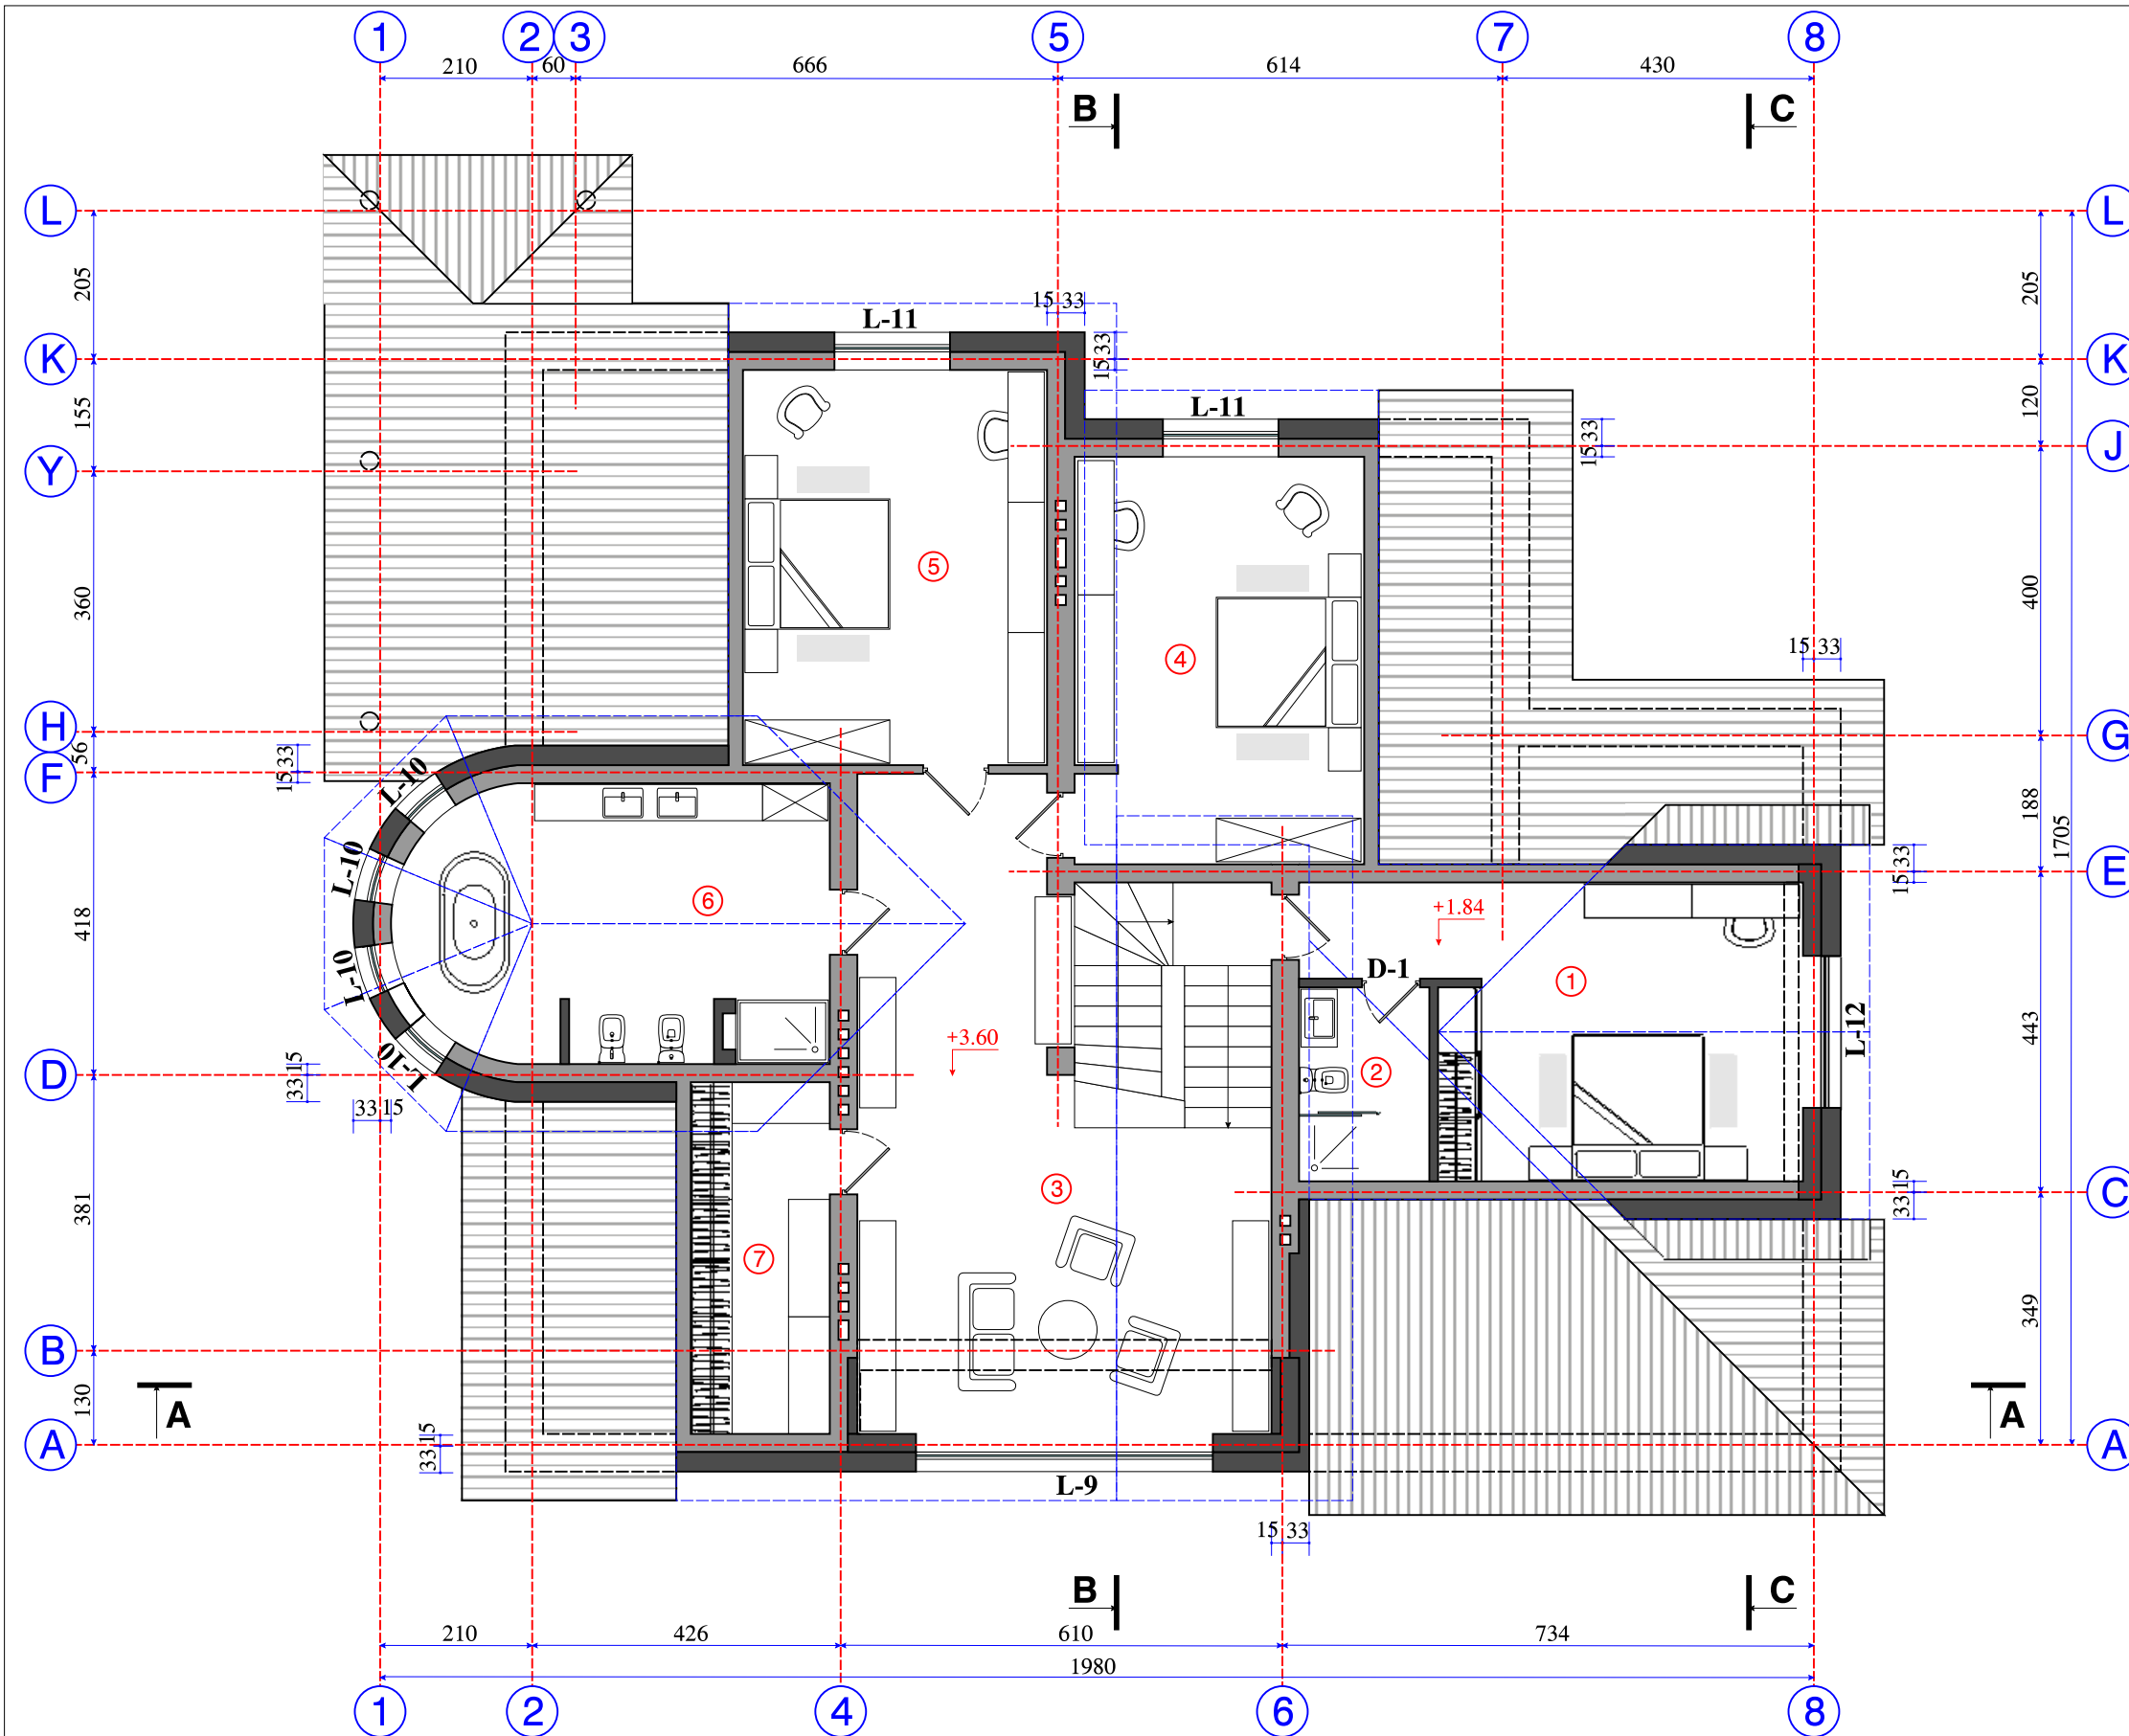 1 2 3 5 7 8
210 60 666 614 430
B C
L L
205 205
15 33
L-11
K K
15 33
155 120
L-11
J
15 33
Y
5
360 400
4
15 33
H G
56
15 33
F
L-10
188
1705
L-10
15 33
E
6
+1.84
418
L-10
D-1
1
443
L-12
+3.60
L-10
2
33 15
D
33 15
3
33 15
C
381
7
349
B
130
A A
33 15
A A
L-9
15 33
B C
210 426 610 734
1980
1 2 4 6 8